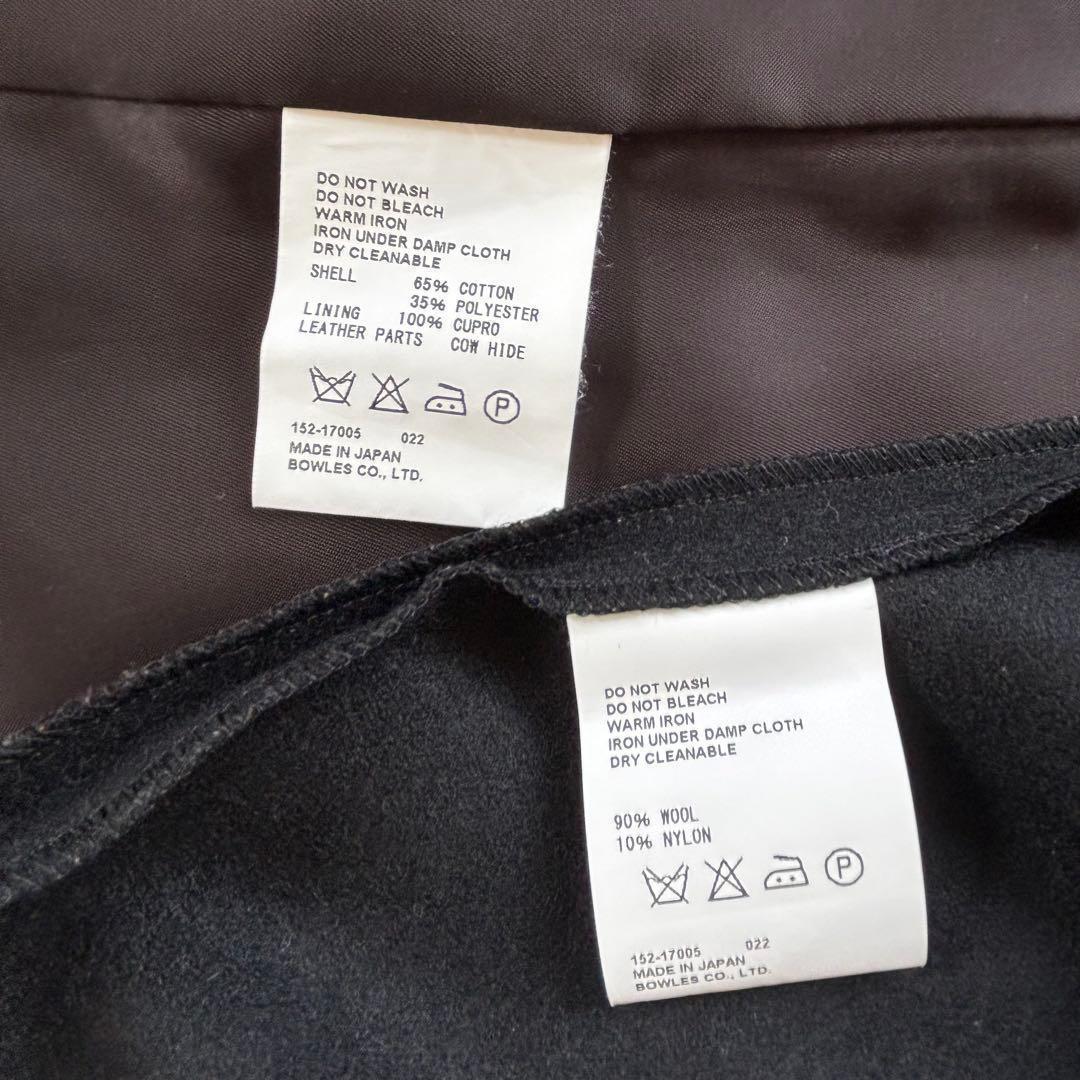 DO NOT WASH
DO NOT BLEACH
WARM IRON
IRON UNDER DAMP CLOTH
DRY CLEANABLE
SHELL 65% COTTON
35% POLYESTER
LINING 100% CUPRO
LEATHER PARTS COW HIDE
P
152-17005 022
MADE IN JAPAN
BOWLES CO., LTD.
DO NOT WASH
DO NOT BLEACH
WARM IRON
IRON UNDER DAMP CLOTH
DRY CLEANABLE
90% WOOL
10% NYLON
P
152-17005 022
MADE IN JAPAN
BOWLES CO., LTD.